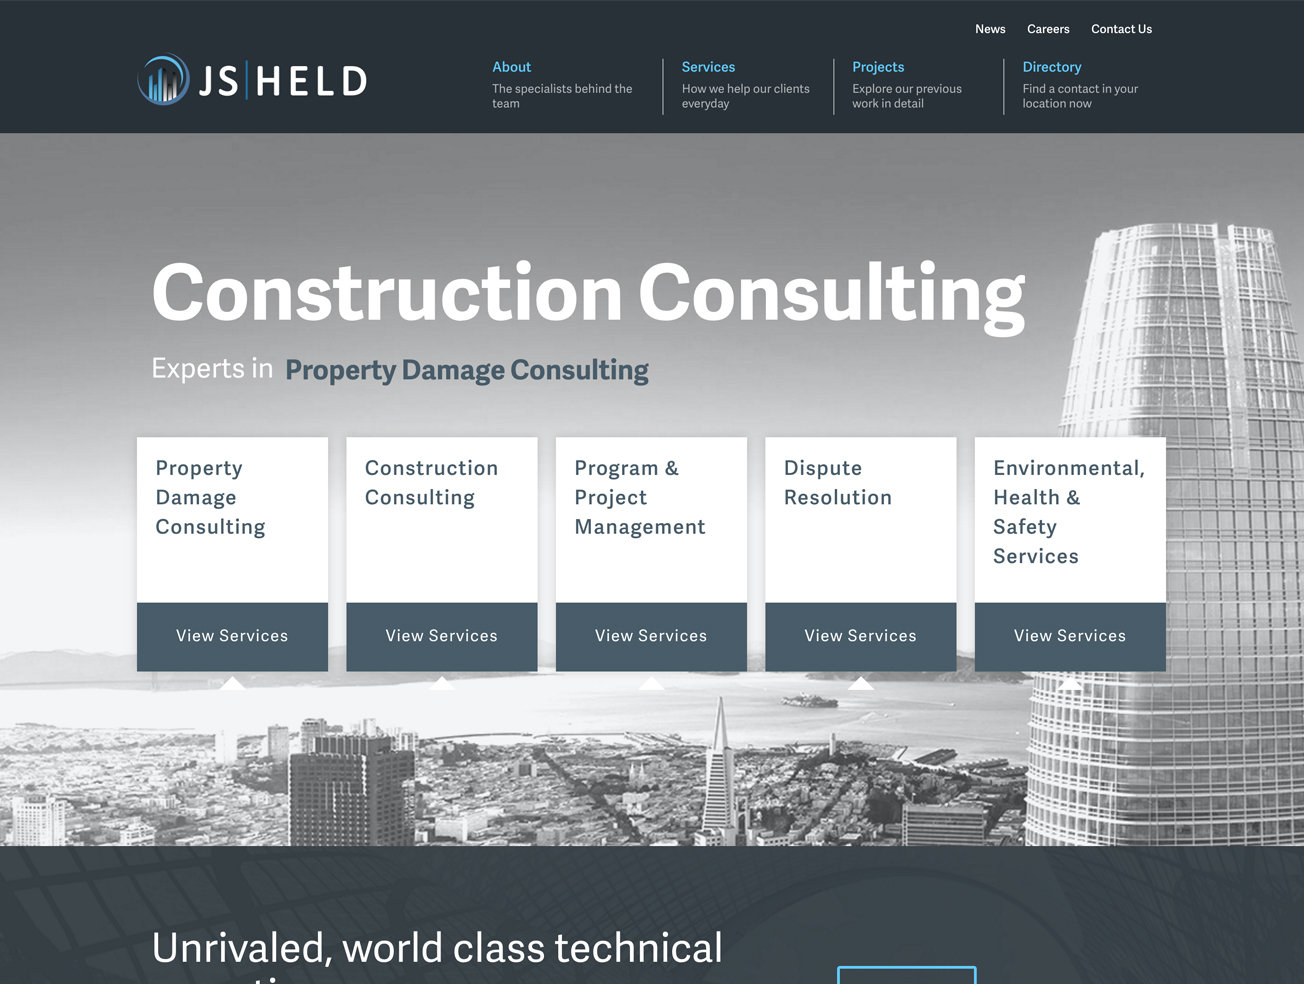 News Careers Contact Us
JS HELD
About
The specialists behind the
team
Services
How we help our clients
everyday
Projects
Explore our previous
work in detail
Directory
Find a contact in your
location now
Construction Consulting
Experts in Property Damage Consulting
Property
Damage
Consulting
View Services
Construction
Consulting
View Services
Program &
Project
Management
View Services
Dispute
Resolution
View Services
Environmental,
Health &
Safety
Services
View Services
Unrivaled, world class technical